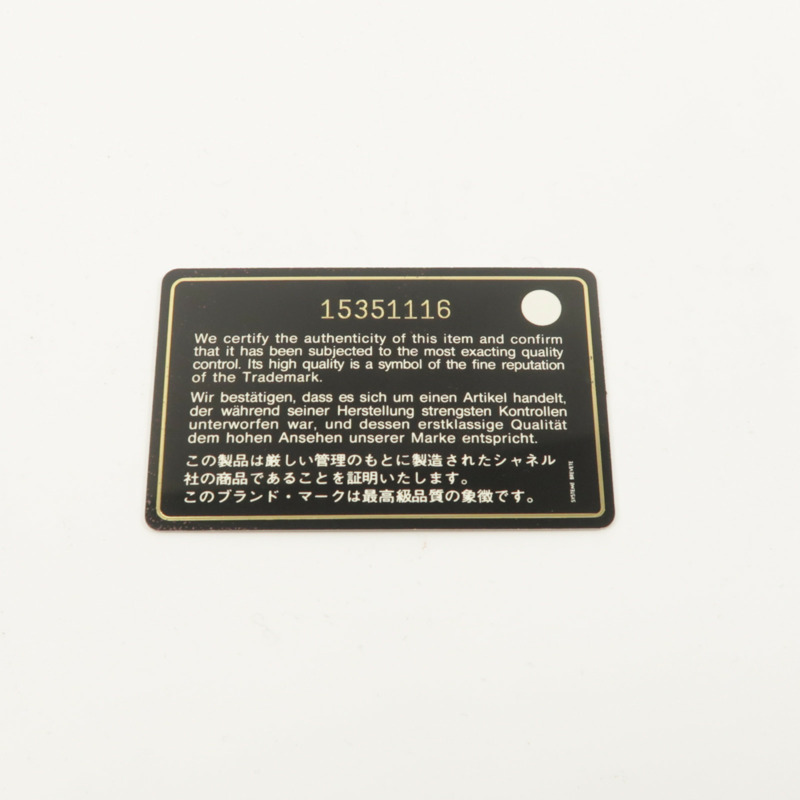 15351116
We certify the authenticity of this item and confirm
that it has been subjected to the most exacting quality
control. Its high quality is a symbol of the fine reputation
of the Trademark.
Wir bestätigen, dass es sich um einen Artikel handelt,
der während seiner Herstellung strengsten Kontrollen
unterworfen war, und dessen erstklassige Qualität
dem hohen Ansehen unserer Marke entspricht.
この製品は厳しい管理のもとに製造されたシャネル
社の商品であることを証明いたします。
このブランド・マークは最高級品質の象徴です。
SYSTEME BREVETE